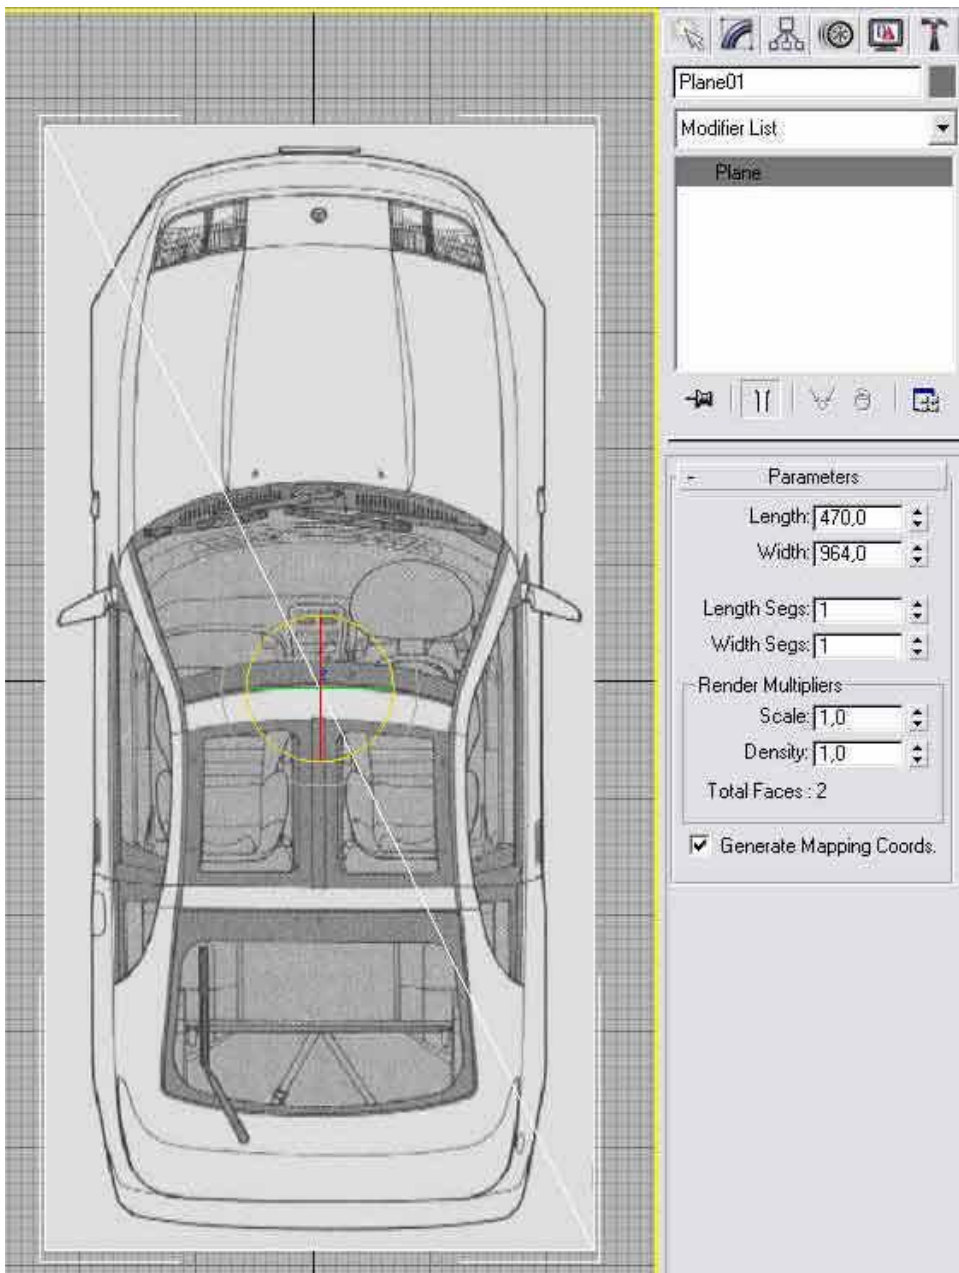 Plane01
Modifier List
Plane
- Parameters
Length: 470,0
Width: 964,0
Length Segs: 1
Width Segs: 1
Render Multipliers
Scale: 1,0
Density: 1,0
Total Faces : 2
Generate Mapping Coords.